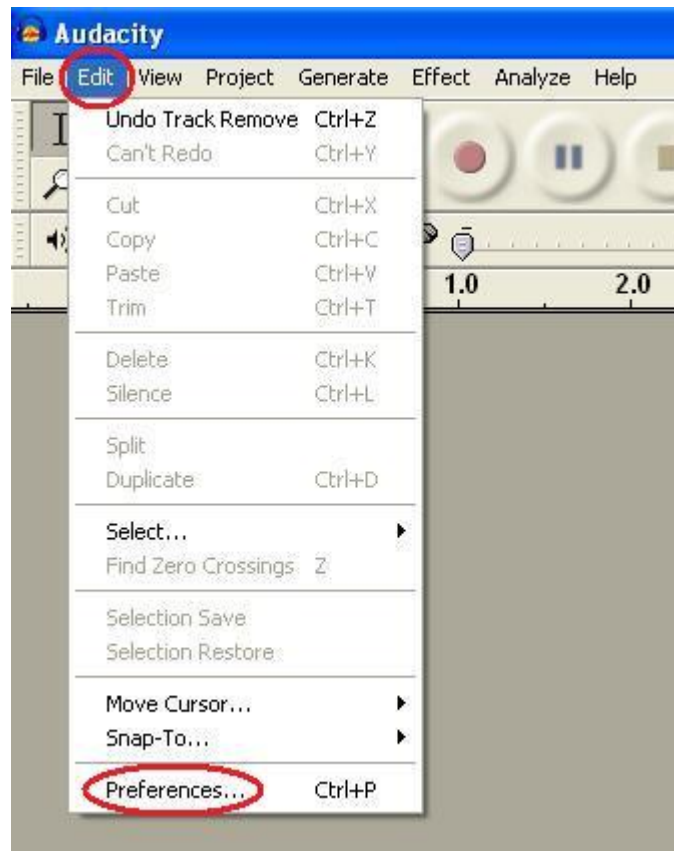 Audacity
File Edit View Project Generate Effect Analyze Help
Undo Track Remove Ctrl+Z
Can't Redo Ctrl+Y
Cut Ctrl+X
Copy Ctrl+C
Paste Ctrl+V
Trim Ctrl+T
1.0 2.0
Delete Ctrl+K
Silence Ctrl+L
Split
Duplicate Ctrl+D
Select...
Find Zero Crossings Z
Selection Save
Selection Restore
Move Cursor...
Snap-To...
Preferences... Ctrl+P